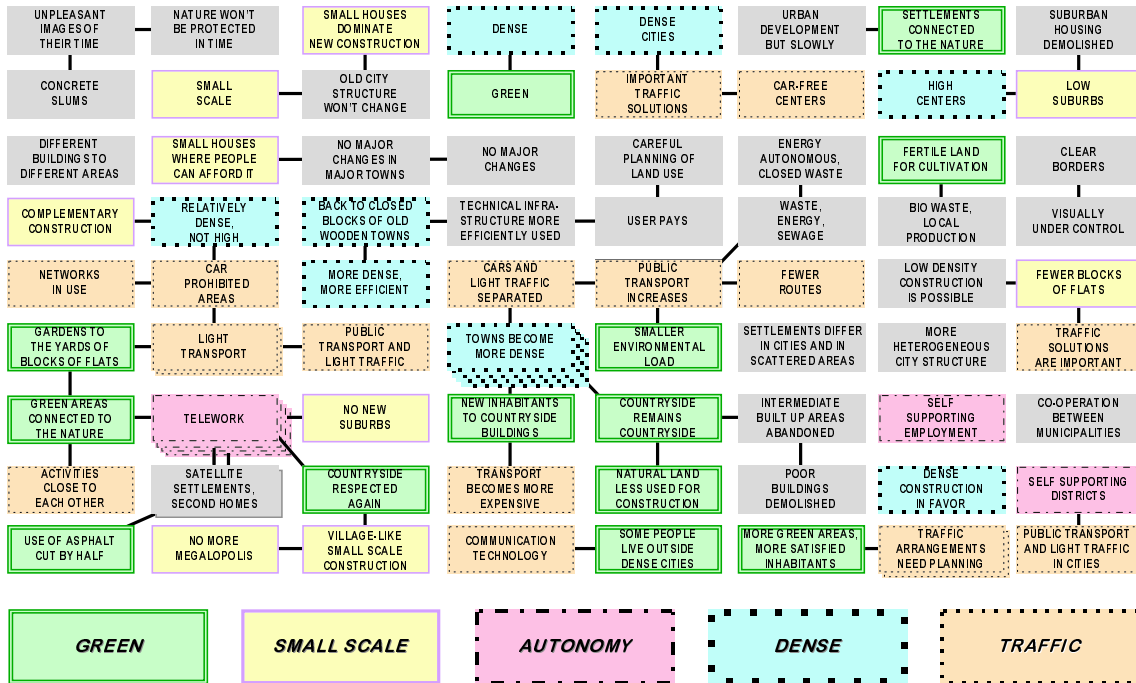 UNPLEASANT
IMAGES OF
THEIR TIME
NATURE WON'T
BE PROTECTED
IN TIME
SMALL HOUSES
DOMINATE
NEW CONSTRUCTION
DENSE
DENSE
CITIES
URBAN
DEVELOPMENT
BUT SLOWLY
SETTLEMENTS
CONNECTED
TO THE NATURE
SUBURBAN
HOUSING
DEMOLISHED
CONCRETE
SLUMS
SMALL
SCALE
OLD CITY
STRUCTURE
WON'T CHANGE
GREEN
IMPORTANT
TRAFFIC
SOLUTIONS
CAR-FREE
CENTERS
HIGH
CENTERS
LOW
SUBURBS
DIFFERENT
BUILDINGS TO
DIFFERENT AREAS
SMALL HOUSES
WHERE PEOPLE
CAN AFFORD IT
NO MAJOR
CHANGES IN
MAJOR TOWNS
NO MAJOR
CHANGES
CAREFUL
PLANNING OF
LAND USE
ENERGY
AUTONOMOUS,
CLOSED WASTE
FERTILE LAND
FOR CULTIVATION
CLEAR
BORDERS
COMPLEMENTARY
CONSTRUCTION
RELATIVELY
DENSE,
NOT HIGH
BACK TO CLOSED
BLOCKS OF OLD
WOODEN TOWNS
TECHNICAL INFRA-
STRUCTURE MORE
EFFICIENTLY USED
USER PAYS
WASTE,
ENERGY,
SEWAGE
BIO WASTE,
LOCAL
PRODUCTION
VISUALLY
UNDER CONTROL
NETWORKS
IN USE
CAR
PROHIBITED
AREAS
MORE DENSE,
MORE EFFICIENT
CARS AND
LIGHT TRAFFIC
SEPARATED
PUBLIC
TRANSPORT
INCREASES
FEWER
ROUTES
LOW DENSITY
CONSTRUCTION
IS POSSIBLE
FEWER BLOCKS
OF FLATS
GARDENS TO
THE YARDS OF
BLOCKS OF FLATS
LIGHT
TRANSPORT
PUBLIC
TRANSPORT AND
LIGHT TRAFFIC
TOWNS BECOME
MORE DENSE
SMALLER
ENVIRONMENTAL
LOAD
SETTLEMENTS DIFFER
IN CITIES AND IN
SCATTERED AREAS
MORE
HETEROGENEOUS
CITY STRUCTURE
TRAFFIC
SOLUTIONS
ARE IMPORTANT
GREEN AREAS
CONNECTED TO
THE NATURE
TELEWORK
NO NEW
SUBURBS
NEW INHABITANTS
TO COUNTRYSIDE
BUILDINGS
COUNTRYSIDE
REMAINS
COUNTRYSIDE
INTERMEDIATE
BUILT UP AREAS
ABANDONED
SELF
SUPPORTING
EMPLOYMENT
CO-OPERATION
BETWEEN
MUNICIPALITIES
ACTIVITIES
CLOSE TO
EACH OTHER
SATELLITE
SETTLEMENTS,
SECOND HOMES
COUNTRYSIDE
RESPECTED
AGAIN
TRANSPORT
BECOMES MORE
EXPENSIVE
NATURAL LAND
LESS USED FOR
CONSTRUCTION
POOR
BUILDINGS
DEMOLISHED
DENSE
CONSTRUCTION
IN FAVOR
SELF SUPPORTING
DISTRICTS
USE OF ASPHALT
CUT BY HALF
NO MORE
MEGALOPOLIS
VILLAGE-LIKE
SMALL SCALE
CONSTRUCTION
COMMUNICATION
TECHNOLOGY
SOME PEOPLE
LIVE OUTSIDE
DENSE CITIES
MORE GREEN AREAS,
MORE SATISFIED
INHABITANTS
TRAFFIC
ARRANGEMENTS
NEED PLANNING
PUBLIC TRANSPORT
AND LIGHT TRAFFIC
IN CITIES
GREEN
SMALL SCALE
AUTONOMY
DENSE
TRAFFIC